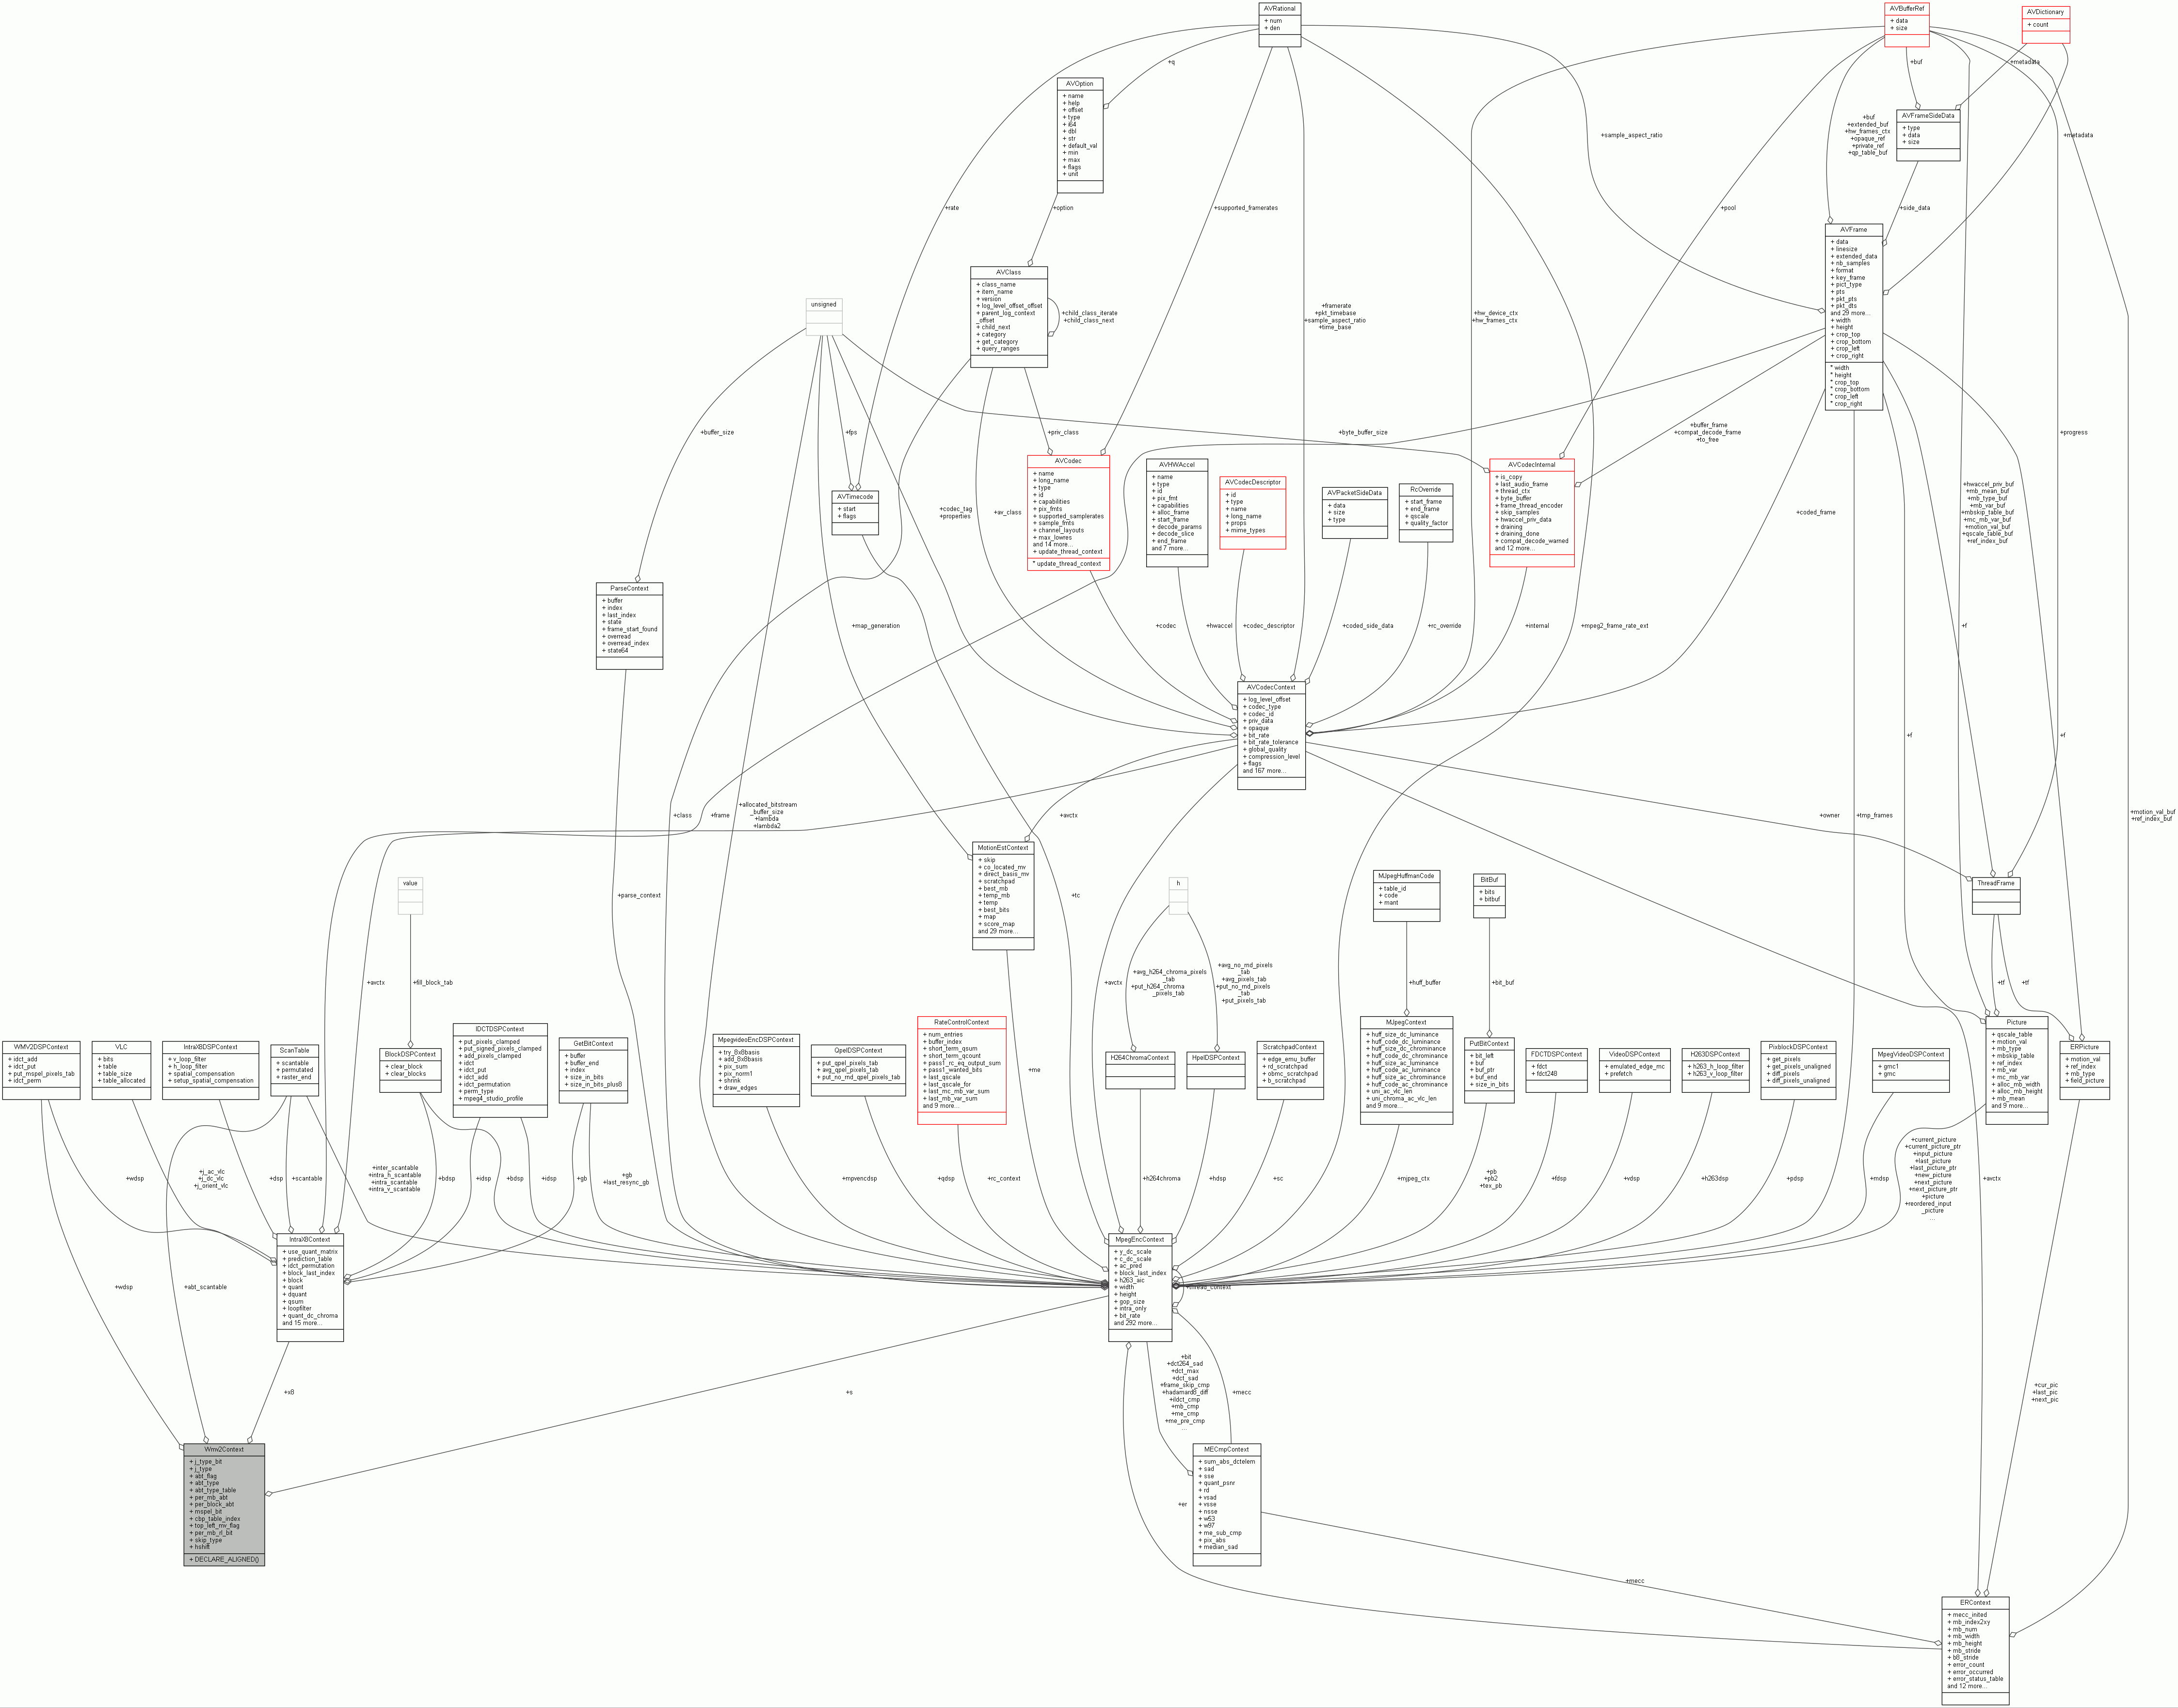 AVRational
+ num
+ den
AVBufferRef
+ data
+ size
AVDictionary
+ count
+q
+buf
+metadata
AVOption
+ name
+ help
+ offset
+ type
+ i64
+ dbl
+ str
+ default_val
+ min
+ max
+ flags
+ unit
AVFrameSideData
+ type
+ data
+ size
+buf
+extended_buf
+hw_frames_ctx
+opaque_ref
+private_ref
+qp_table_buf
+sample_aspect_ratio
+metadata
+rate
+option
+supported_framerates
+pool
+side_data
AVFrame
+ data
+ linesize
+ extended_data
+ nb_samples
+ format
+ key_frame
+ pict_type
+ pts
+ pkt_pts
+ pkt_dts
and 29 more...
+ width
+ height
+ crop_top
+ crop_bottom
+ crop_left
+ crop_right
* width
* height
* crop_top
* crop_bottom
* crop_left
* crop_right
AVClass
+ class_name
+ item_name
+ version
+ log_level_offset_offset
+ parent_log_context
_offset
+ child_next
+ category
+ get_category
+ query_ranges
+child_class_iterate
+child_class_next
unsigned
+framerate
+pkt_timebase
+sample_aspect_ratio
+time_base
+hw_device_ctx
+hw_frames_ctx
+buffer_size
+fps
+priv_class
+byte_buffer_size
+buffer_frame
+compat_decode_frame
+to_free
+progress
AVCodec
+ name
+ long_name
+ type
+ id
+ capabilities
+ pix_fmts
+ supported_samplerates
+ sample_fmts
+ channel_layouts
+ max_lowres
and 14 more...
+ update_thread_context
* update_thread_context
AVHWAccel
+ name
+ type
+ id
+ pix_fmt
+ capabilities
+ alloc_frame
+ start_frame
+ decode_params
+ decode_slice
+ end_frame
and 7 more...
AVCodecDescriptor
+ id
+ type
+ name
+ long_name
+ props
+ mime_types
AVPacketSideData
+ data
+ size
+ type
RcOverride
+ start_frame
+ end_frame
+ qscale
+ quality_factor
AVCodecInternal
+ is_copy
+ last_audio_frame
+ thread_ctx
+ byte_buffer
+ frame_thread_encoder
+ skip_samples
+ hwaccel_priv_data
+ draining
+ draining_done
+ compat_decode_warned
and 12 more...
AVTimecode
+ start
+ flags
+codec_tag
+properties
+av_class
+coded_frame
+hwaccel_priv_buf
+mb_mean_buf
+mb_type_buf
+mb_var_buf
+mbskip_table_buf
+mc_mb_var_buf
+motion_val_buf
+qscale_table_buf
+ref_index_buf
ParseContext
+ buffer
+ index
+ last_index
+ state
+ frame_start_found
+ overread
+ overread_index
+ state64
+map_generation
+codec
+hwaccel
+codec_descriptor
+coded_side_data
+rc_override
+internal
+mpeg2_frame_rate_ext
+f
AVCodecContext
+ log_level_offset
+ codec_type
+ codec_id
+ priv_data
+ opaque
+ bit_rate
+ bit_rate_tolerance
+ global_quality
+ compression_level
+ flags
and 167 more...
+f
+f
+class
+frame
+allocated_bitstream
_buffer_size
+lambda
+lambda2
+avctx
+owner
+tmp_frames
+motion_val_buf
+ref_index_buf
MotionEstContext
+ skip
+ co_located_mv
+ direct_basis_mv
+ scratchpad
+ best_mb
+ temp_mb
+ temp
+ best_bits
+ map
+ score_map
and 29 more...
value
h
MJpegHuffmanCode
+ table_id
+ code
+ mant
BitBuf
+ bits
+ bitbuf
ThreadFrame
+parse_context
+tc
+avctx
+fill_block_tab
+avctx
+avg_h264_chroma_pixels
_tab
+put_h264_chroma
_pixels_tab
+avg_no_rnd_pixels
_tab
+avg_pixels_tab
+put_no_rnd_pixels
_tab
+put_pixels_tab
+huff_buffer
+bit_buf
+tf
+tf
WMV2DSPContext
+ idct_add
+ idct_put
+ put_mspel_pixels_tab
+ idct_perm
VLC
+ bits
+ table
+ table_size
+ table_allocated
IntraX8DSPContext
+ v_loop_filter
+ h_loop_filter
+ spatial_compensation
+ setup_spatial_compensation
ScanTable
+ scantable
+ permutated
+ raster_end
BlockDSPContext
+ clear_block
+ clear_blocks
IDCTDSPContext
+ put_pixels_clamped
+ put_signed_pixels_clamped
+ add_pixels_clamped
+ idct
+ idct_put
+ idct_add
+ idct_permutation
+ perm_type
+ mpeg4_studio_profile
GetBitContext
+ buffer
+ buffer_end
+ index
+ size_in_bits
+ size_in_bits_plus8
+me
MpegvideoEncDSPContext
+ try_8x8basis
+ add_8x8basis
+ pix_sum
+ pix_norm1
+ shrink
+ draw_edges
QpelDSPContext
+ put_qpel_pixels_tab
+ avg_qpel_pixels_tab
+ put_no_rnd_qpel_pixels_tab
RateControlContext
+ num_entries
+ buffer_index
+ short_term_qsum
+ short_term_qcount
+ pass1_rc_eq_output_sum
+ pass1_wanted_bits
+ last_qscale
+ last_qscale_for
+ last_mc_mb_var_sum
+ last_mb_var_sum
and 9 more...
H264ChromaContext
HpelDSPContext
ScratchpadContext
+ edge_emu_buffer
+ rd_scratchpad
+ obmc_scratchpad
+ b_scratchpad
MJpegContext
+ huff_size_dc_luminance
+ huff_code_dc_luminance
+ huff_size_dc_chrominance
+ huff_code_dc_chrominance
+ huff_size_ac_luminance
+ huff_code_ac_luminance
+ huff_size_ac_chrominance
+ huff_code_ac_chrominance
+ uni_ac_vlc_len
+ uni_chroma_ac_vlc_len
and 9 more...
PutBitContext
+ bit_left
+ buf
+ buf_ptr
+ buf_end
+ size_in_bits
FDCTDSPContext
+ fdct
+ fdct248
VideoDSPContext
+ emulated_edge_mc
+ prefetch
H263DSPContext
+ h263_h_loop_filter
+ h263_v_loop_filter
PixblockDSPContext
+ get_pixels
+ get_pixels_unaligned
+ diff_pixels
+ diff_pixels_unaligned
MpegVideoDSPContext
+ gmc1
+ gmc
Picture
+ qscale_table
+ motion_val
+ mb_type
+ mbskip_table
+ ref_index
+ mb_var
+ mc_mb_var
+ alloc_mb_width
+ alloc_mb_height
+ mb_mean
and 9 more...
ERPicture
+ motion_val
+ ref_index
+ mb_type
+ field_picture
+wdsp
+j_ac_vlc
+j_dc_vlc
+j_orient_vlc
+dsp
+scantable
+inter_scantable
+intra_h_scantable
+intra_scantable
+intra_v_scantable
+bdsp
+idsp
+bdsp
+idsp
+gb
+gb
+last_resync_gb
+mpvencdsp
+qdsp
+rc_context
+h264chroma
+hdsp
+sc
+mjpeg_ctx
+pb
+pb2
+tex_pb
+fdsp
+vdsp
+h263dsp
+pdsp
+mdsp
+current_picture
+current_picture_ptr
+input_picture
+last_picture
+last_picture_ptr
+new_picture
+next_picture
+next_picture_ptr
+picture
+reordered_input
_picture
...
+avctx
IntraX8Context
+ use_quant_matrix
+ prediction_table
+ idct_permutation
+ block_last_index
+ block
+ quant
+ dquant
+ qsum
+ loopfilter
+ quant_dc_chroma
and 15 more...
MpegEncContext
+ y_dc_scale
+ c_dc_scale
+ ac_pred
+ block_last_index
+ h263_aic
+ width
+ height
+ gop_size
+ intra_only
+ bit_rate
and 292 more...
+thread_context
+wdsp
+abt_scantable
+x8
+s
+bit
+dct264_sad
+dct_max
+dct_sad
+frame_skip_cmp
+hadamard8_diff
+ildct_cmp
+mb_cmp
+me_cmp
+me_pre_cmp
...
+mecc
+cur_pic
+last_pic
+next_pic
Wmv2Context
+ j_type_bit
+ j_type
+ abt_flag
+ abt_type
+ abt_type_table
+ per_mb_abt
+ per_block_abt
+ mspel_bit
+ cbp_table_index
+ top_left_mv_flag
+ per_mb_rl_bit
+ skip_type
+ hshift
+ DECLARE_ALIGNED()
MECmpContext
+ sum_abs_dctelem
+ sad
+ sse
+ quant_psnr
+ rd
+ vsad
+ vsse
+ nsse
+ w53
+ w97
+ me_sub_cmp
+ pix_abs
+ median_sad
+er
+mecc
ERContext
+ mecc_inited
+ mb_index2xy
+ mb_num
+ mb_width
+ mb_height
+ mb_stride
+ b8_stride
+ error_count
+ error_occurred
+ error_status_table
and 12 more...